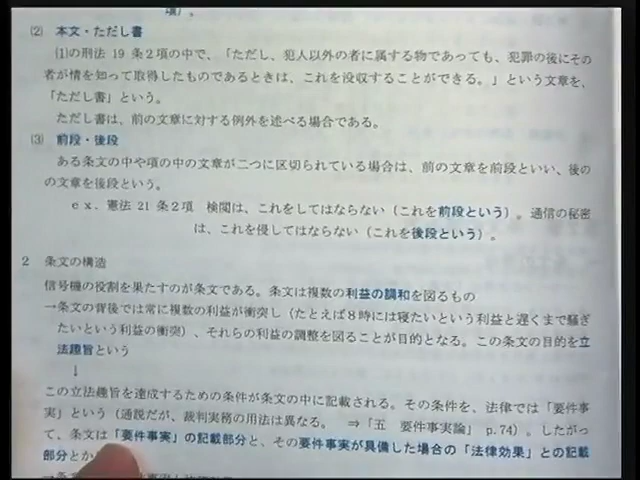 項）。
(2) 本文・ただし書
(1)の刑法 19 条２項の中で、「ただし、犯人以外の者に属する物であっても、犯罪の後にその
者が情を知って取得したものであるときは、これを没収することができる。」という文章を、
「ただし書」という。
ただし書は、前の文章に対する例外を述べる場合である。
(3) 前段・後段
ある条文の中や項の中の文章が二つに区切られている場合は、前の文章を前段といい、後の
の文章を後段という。
ｅｘ．憲法 21 条２項 検閲は、これをしてはならない（これを前段という）。通信の秘密
は、これを侵してはならない（これを後段という）。
２ 条文の構造
信号機の役割を果たすのが条文である。条文は複数の利益の調和を図るもの
→条文の背後では常に複数の利益が衝突し（たとえば８時には寝たいという利益と遅くまで騒ぎ
たいという利益の衝突）、それらの利益の調整を図ることが目的となる。この条文の目的を立
法趣旨という
↓
この立法趣旨を達成するための条件が条文の中に記載される。その条件を、法律では「要件事
実」という（通説だが、裁判実務の用法は異なる。 ⇒「五 要件事実論」 p.74）。したがっ
て、条文は「要件事実」の記載部分と、その要件事実が具備した場合の「法律効果」との記載
部分とか